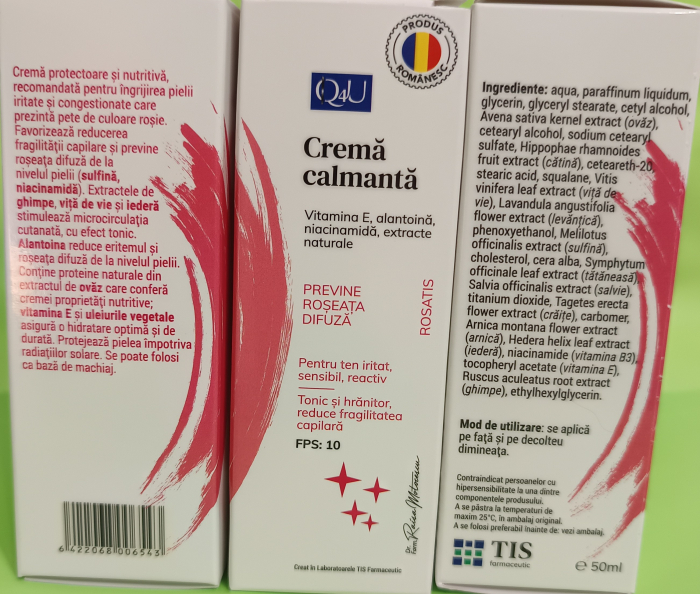 Cremă protectoare și nutritivă,
recomandată pentru îngrijirea pielii
iritate și congestionate care
prezintă pete de culoare roșie.
Favorizează reducerea
fragilității capilare și previne
roșeața difuză de la
nivelul pielii (sulfină,
niacinamidă). Extractele de
ghimpe, viță de vie și iederă
stimulează microcirculația
cutanată, cu efect tonic.
Alantoina reduce eritemul și
roșeața difuză de la nivelul pielii.
Conține proteine naturale din
extractul de ovăz care conferă
cremei proprietăți nutritive;
vitamina E și uleiurile vegetale
asigură o hidratare optimă și de
durată. Protejează pielea împotriva
radiațiilor solare. Se poate folosi
ca bază de machiaj.
6 422068 006543
PRODUS
ROMÂNESC
Q4U
Cremă
calmantă
Vitamina E, alantoină,
niacinamidă, extracte
naturale
PREVINE
ROȘEAȚA
DIFUZĂ
ROSATIS
Pentru ten iritat,
sensibil, reactiv
Tonic și hrănitor,
reduce fragilitatea
capilară
FPS: 10
Dr.
Farm.
Creat în Laboratoarele TIS Farmaceutic
Ingrediente: aqua, paraffinum liquidum,
glycerin, glyceryl stearate, cetyl alcohol,
Avena sativa kernel extract (ovăz),
cetearyl alcohol, sodium cetearyl
sulfate, Hippophae rhamnoides
fruit extract (cătină), ceteareth-20,
stearic acid, squalane, Vitis
vinifera leaf extract (viță de
vie), Lavandula angustifolia
flower extract (levănțică),
phenoxyethanol, Melilotus
officinalis extract (sulfină),
cholesterol, cera alba, Symphytum
officinale leaf extract (tătăneasă),
Salvia officinalis extract (salvie),
titanium dioxide, Tagetes erecta
flower extract (crăițe), carbomer,
Arnica montana flower extract
(arnică), Hedera helix leaf extract
(iederă), niacinamide (vitamina B3),
tocopheryl acetate (vitamina E),
Ruscus aculeatus root extract
(ghimpe), ethylhexylglycerin.
Mod de utilizare: se aplică
pe față și pe decolteu
dimineața.
Contraindicat persoanelor cu
hipersensibilitate la una dintre
componentele produsului.
A se păstra la temperaturi de
maxim 25°C, în ambalaj original.
A se folosi preferabil înainte de: vezi ambalaj.
TIS
farmaceutic
℮ 50ml